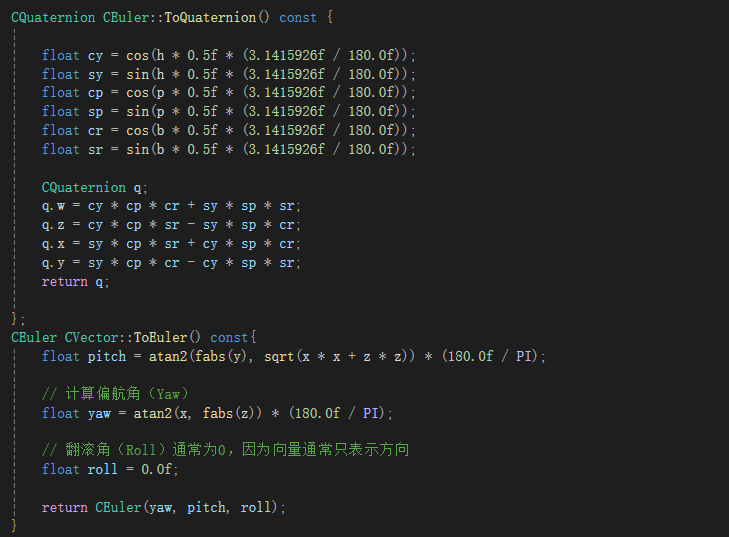 CQuaternion CEuler::ToQuaternion() const {
float cy = cos(h * 0.5f * (3.1415926f / 180.0f));
float sy = sin(h * 0.5f * (3.1415926f / 180.0f));
float cp = cos(p * 0.5f * (3.1415926f / 180.0f));
float sp = sin(p * 0.5f * (3.1415926f / 180.0f));
float cr = cos(b * 0.5f * (3.1415926f / 180.0f));
float sr = sin(b * 0.5f * (3.1415926f / 180.0f));
CQuaternion q;
q.w = cy * cp * cr + sy * sp * sr;
q.z = cy * cp * sr - sy * sp * cr;
q.x = sy * cp * sr + cy * sp * cr;
q.y = sy * cp * cr - cy * sp * sr;
return q;
};
CEuler CVector::ToEuler() const{
float pitch = atan2(fabs(y), sqrt(x * x + z * z)) * (180.0f / PI);
// 计算偏航角（Yaw）
float yaw = atan2(x, fabs(z)) * (180.0f / PI);
// 翻滚角（Roll）通常为0，因为向量通常只表示方向
float roll = 0.0f;
return CEuler(yaw, pitch, roll);
}